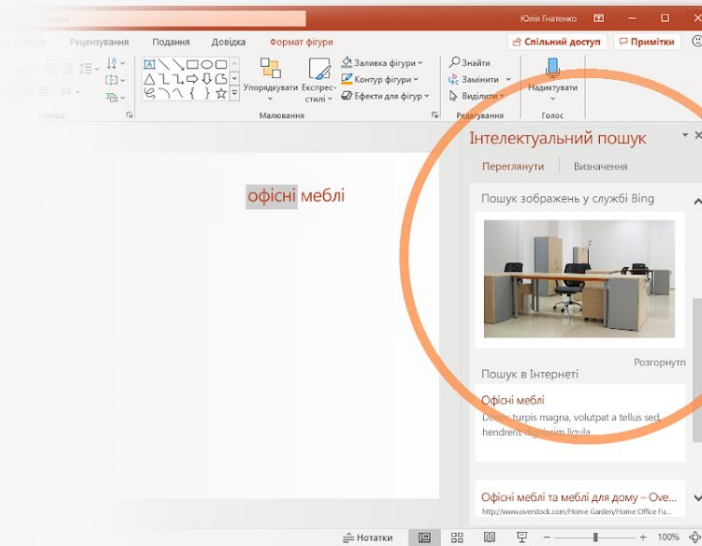 Юлія Гнатенко
Рецензування Подання Довідка Формат фігури Спільний доступ Примітки
Упорядкувати Експрес-стилі
Заливка фігури
Контур фігури
Ефекти для фігур
Знайти
Замінити
Виділити
Надиктувати
Абзац Малювання Редагування Голос
Інтелектуальний пошук
Переглянути Визначення
офісні меблі
Пошук зображень у службі Bing
Розгорнути
Пошук в Інтернеті
Офісні меблі
Donec turpis magna, volutpat a tellus sed,
hendrerit dignissim ligula
Офісні меблі та меблі для дому – Ove...
http://www.overstock.com/Home Garden/Home Office Fu...
Нотатки 100%